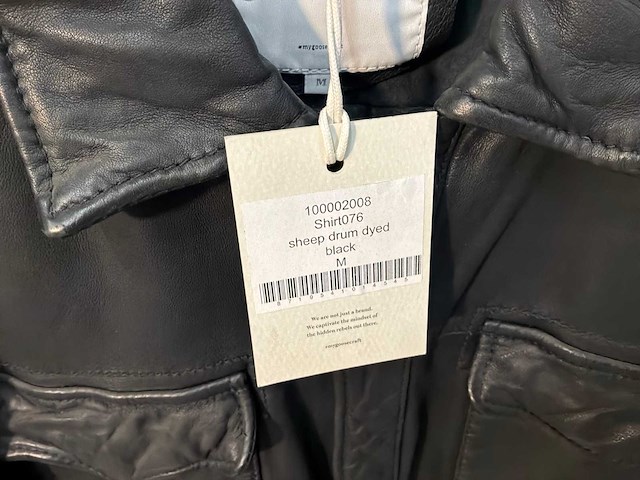 #mygoose
M
100002008
Shirt076
sheep drum dyed
black
M
We are not just a brand.
We captivate the mindset of
the hidden rebels out there.